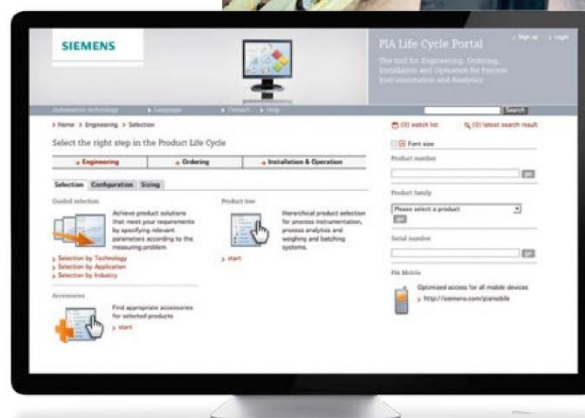 SIEMENS
PIA Life Cycle Portal
> Sign up > Login
The tool for Engineering, Ordering,
Installation and Operation for Process
Instrumentation and Analytics
Automation technology > Language > Contact > Help
Search
> Home > Engineering > Selection
(0) watch list
(0) latest search result
Select the right step in the Product Life Cycle
Font size
Engineering
Ordering
Installation & Operation
Product number
go
Selection Configuration Sizing
Guided selection
Achieve product solutions
that meet your requirements
by specifying relevant
parameters according to the
measuring problem
> Selection by Technology
> Selection by Application
> Selection by Industry
Product tree
Hierarchical product selection
for process instrumentation,
process analytics and
weighing and batching
systems.
> start
Product family
Please select a product
go
Serial number
go
Accessories
Find appropriate accessories
for selected products
> start
PIA Mobile
Optimized access for all mobile devices
> http://siemens.com/piamobile